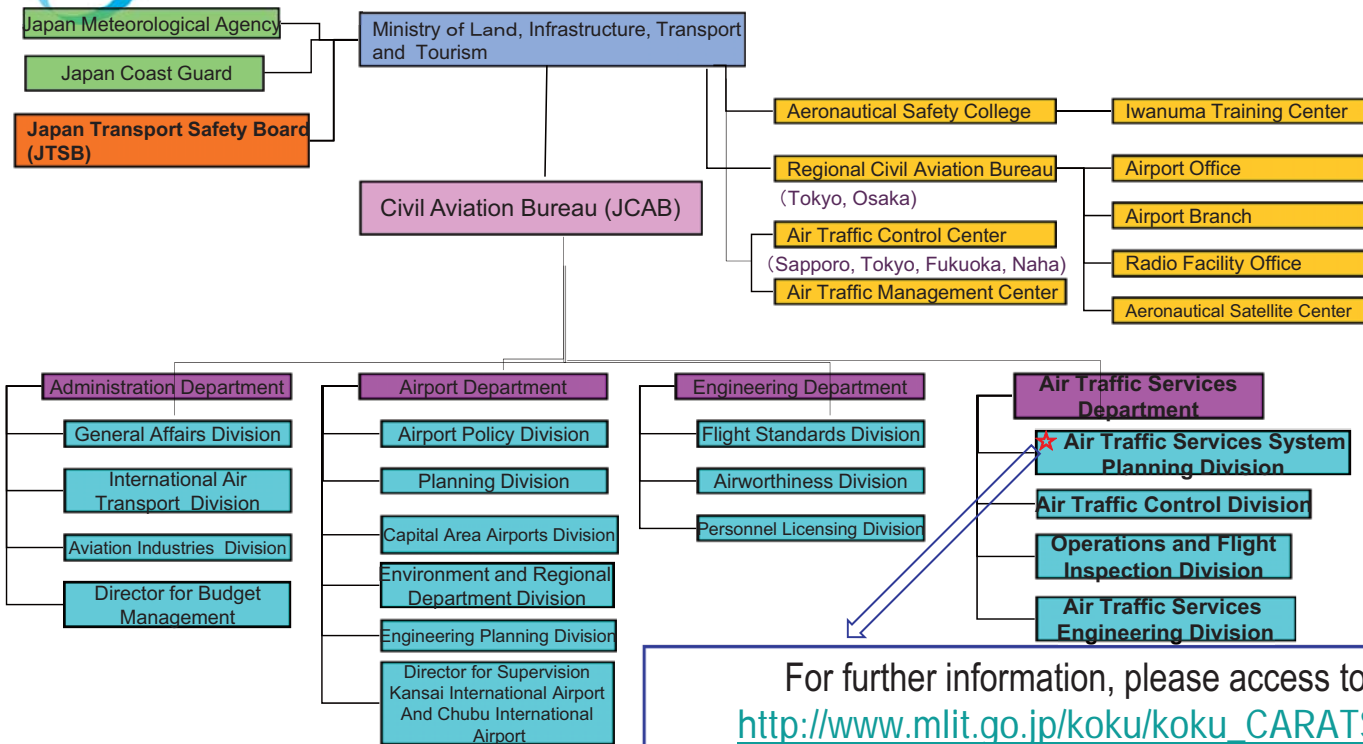 Japan Meteorological Agency
Japan Coast Guard
Japan Transport Safety Board
(JTSB)
Ministry of Land, Infrastructure, Transport
and Tourism
Civil Aviation Bureau (JCAB)
Aeronautical Safety College
Iwanuma Training Center
Regional Civil Aviation Bureau
(Tokyo, Osaka)
Airport Office
Airport Branch
Air Traffic Control Center
(Sapporo, Tokyo, Fukuoka, Naha)
Radio Facility Office
Air Traffic Management Center
Aeronautical Satellite Center
Administration Department
General Affairs Division
International Air
Transport Division
Aviation Industries Division
Director for Budget
Management
Airport Department
Airport Policy Division
Planning Division
Capital Area Airports Division
Environment and Regional
Department Division
Engineering Planning Division
Director for Supervision
Kansai International Airport
And Chubu International
Airport
Engineering Department
Flight Standards Division
Airworthiness Division
Personnel Licensing Division
Air Traffic Services
Department
Air Traffic Services System
Planning Division
Air Traffic Control Division
Operations and Flight
Inspection Division
Air Traffic Services
Engineering Division
For further information, please access to
http://www.mlit.go.jp/koku/koku_CARATS